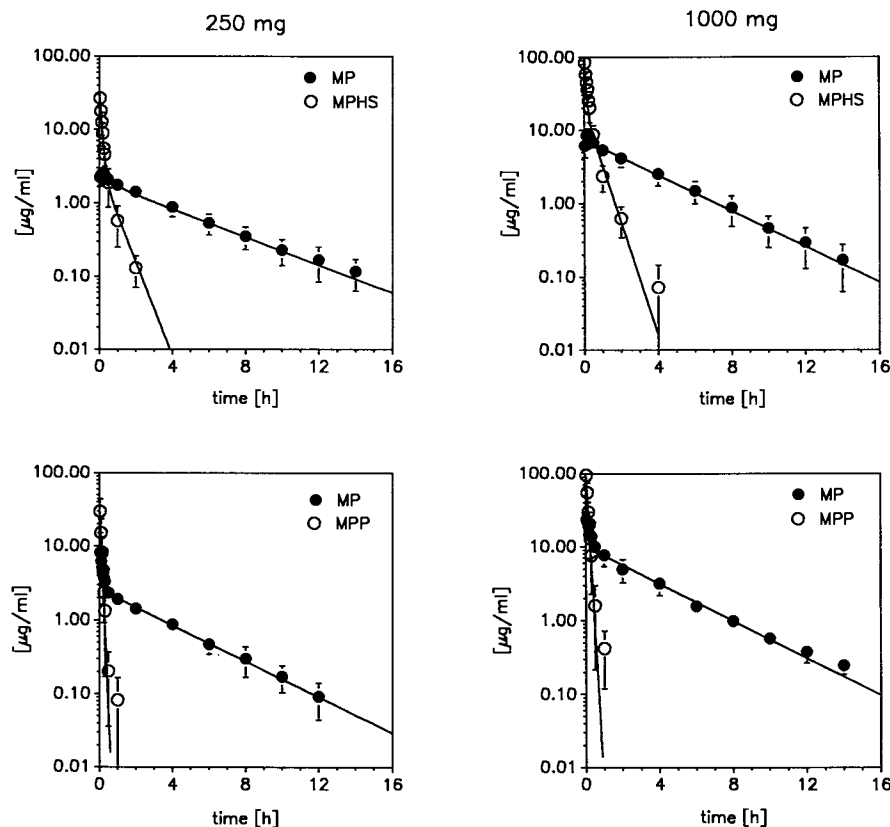 250 mg
1000 mg
100.00
10.00
1.00
0.10
0.01
[µg/ml]
MP
MPHS
0 4 8 12 16
time [h]
100.00
10.00
1.00
0.10
0.01
[µg/ml]
MP
MPHS
0 4 8 12 16
time [h]
100.00
10.00
1.00
0.10
0.01
[µg/ml]
MP
MPP
0 4 8 12 16
time [h]
100.00
10.00
1.00
0.10
0.01
[µg/ml]
MP
MPP
0 4 8 12 16
time [h]